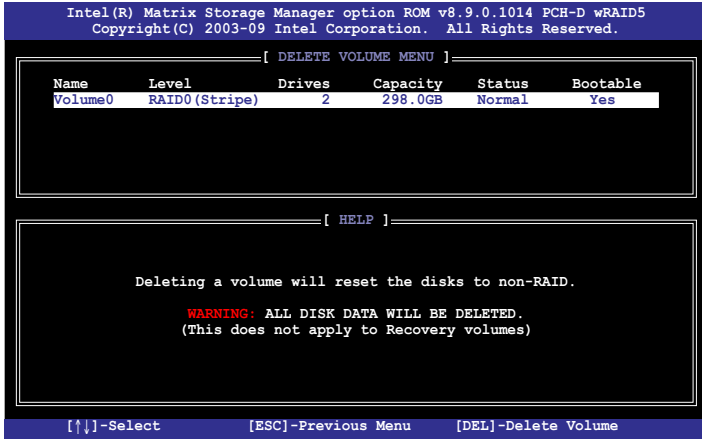 Intel(R) Matrix Storage Manager option ROM v8.9.0.1014 PCH-D wRAID5
Copyright(C) 2003-09 Intel Corporation. All Rights Reserved.
[ DELETE VOLUME MENU ]
Name Level Drives Capacity Status Bootable
Volume0 RAID0(Stripe) 2 298.0GB Normal Yes
[ HELP ]
Deleting a volume will reset the disks to non-RAID.
WARNING: ALL DISK DATA WILL BE DELETED.
(This does not apply to Recovery volumes)
[↑↓]-Select [ESC]-Previous Menu [DEL]-Delete Volume